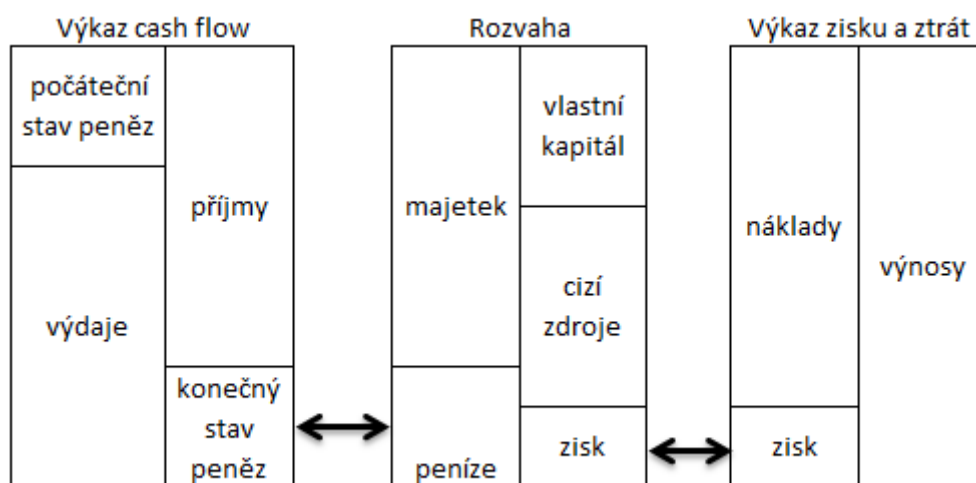 Výkaz cash flow
Rozvaha
Výkaz zisku a ztrát
počáteční
stav peněz
výdaje
příjmy
konečný
stav
peněz
majetek
peníze
vlastní
kapitál
cizí
zdroje
zisk
náklady
zisk
výnosy